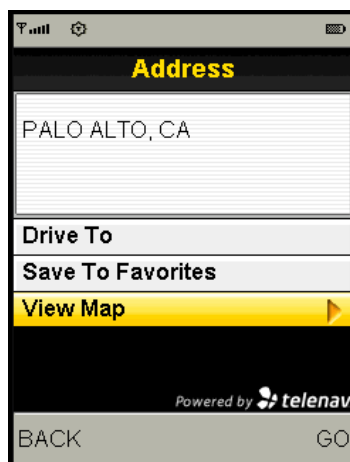 Address
PALO ALTO, CA
Drive To
Save To Favorites
View Map
Powered by telenav
BACK GO